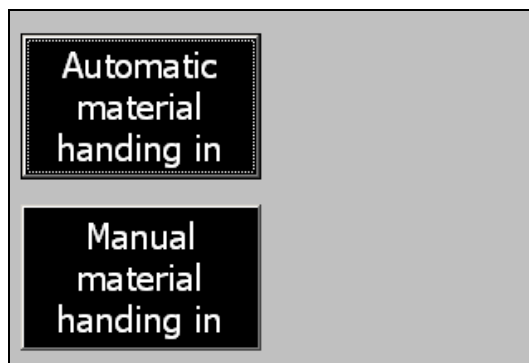 Automatic
material
handing in
Manual
material
handing in